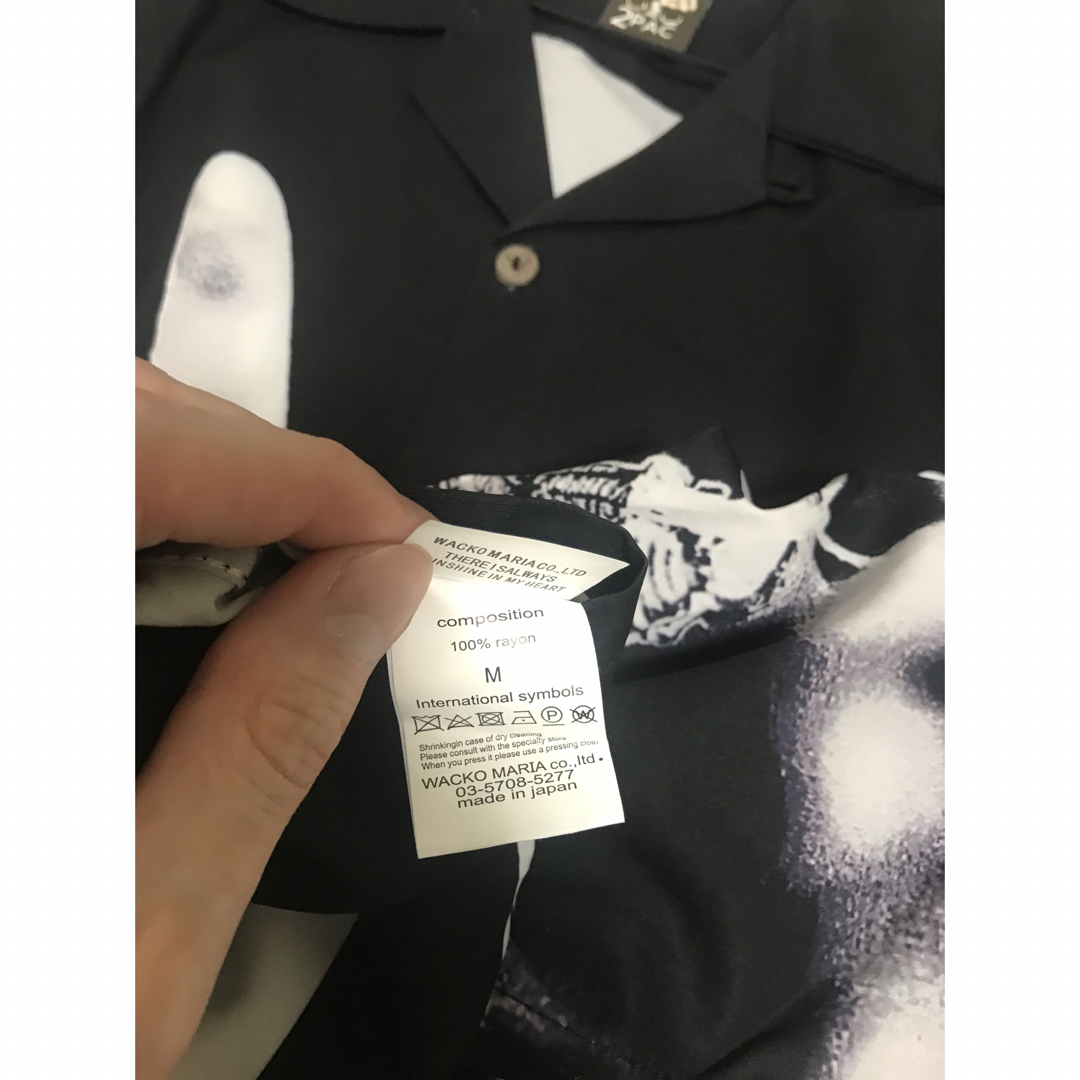 2PAC
WACKO MARIA CO.,LTD
THERE IS ALWAYS
SUNSHINE IN MY HEART
composition
100% rayon
M
International symbols
P W
Shrinkingin case of dry cleaning
Please consult with the specialty store
When you press it please use a pressing cloth
WACKO MARIA co.,ltd.
03-5708-5277
made in japan